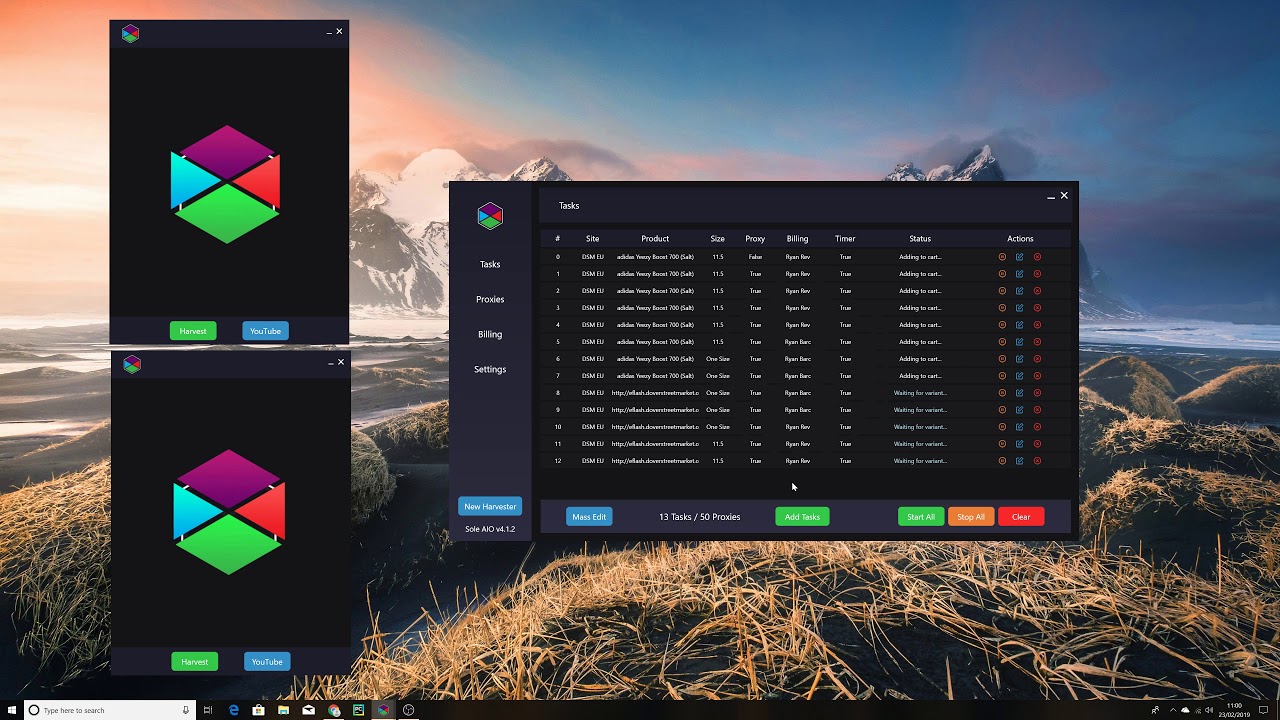 Harvest YouTube
Harvest YouTube
Tasks
Proxies
Billing
Settings
New Harvester
Sole AIO v4.1.2
Tasks
# Site Product Size Proxy Billing Timer Status Actions
0 DSM EU adidas Yeezy Boost 700 (Salt) 11.5 False Ryan Rev True Adding to cart...
1 DSM EU adidas Yeezy Boost 700 (Salt) 11.5 True Ryan Rev True Adding to cart...
2 DSM EU adidas Yeezy Boost 700 (Salt) 11.5 True Ryan Rev True Adding to cart...
3 DSM EU adidas Yeezy Boost 700 (Salt) 11.5 True Ryan Rev True Adding to cart...
4 DSM EU adidas Yeezy Boost 700 (Salt) 11.5 True Ryan Rev True Adding to cart...
5 DSM EU adidas Yeezy Boost 700 (Salt) 11.5 True Ryan Barc True Adding to cart...
6 DSM EU adidas Yeezy Boost 700 (Salt) One Size True Ryan Barc True Adding to cart...
7 DSM EU adidas Yeezy Boost 700 (Salt) One Size True Ryan Barc True Adding to cart...
8 DSM EU http://eflash.doverstreetmarket.o One Size True Ryan Barc True Waiting for variant...
9 DSM EU http://eflash.doverstreetmarket.o One Size True Ryan Barc True Waiting for variant...
10 DSM EU http://eflash.doverstreetmarket.o One Size True Ryan Rev True Waiting for variant...
11 DSM EU http://eflash.doverstreetmarket.o 11.5 True Ryan Rev True Waiting for variant...
12 DSM EU http://eflash.doverstreetmarket.o 11.5 True Ryan Rev True Waiting for variant...
Mass Edit 13 Tasks / 50 Proxies Add Tasks Start All Stop All Clear
Type here to search
11:00
23/02/2019